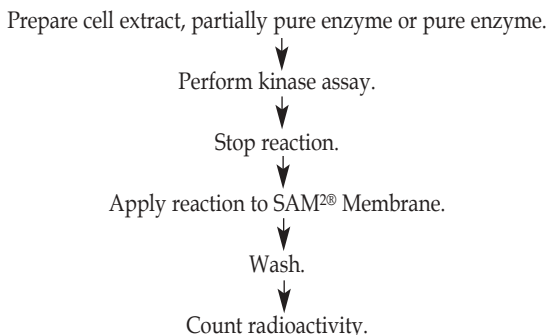 Prepare cell extract, partially pure enzyme or pure enzyme.
Perform kinase assay.
Stop reaction.
Apply reaction to SAM²® Membrane.
Wash.
Count radioactivity.